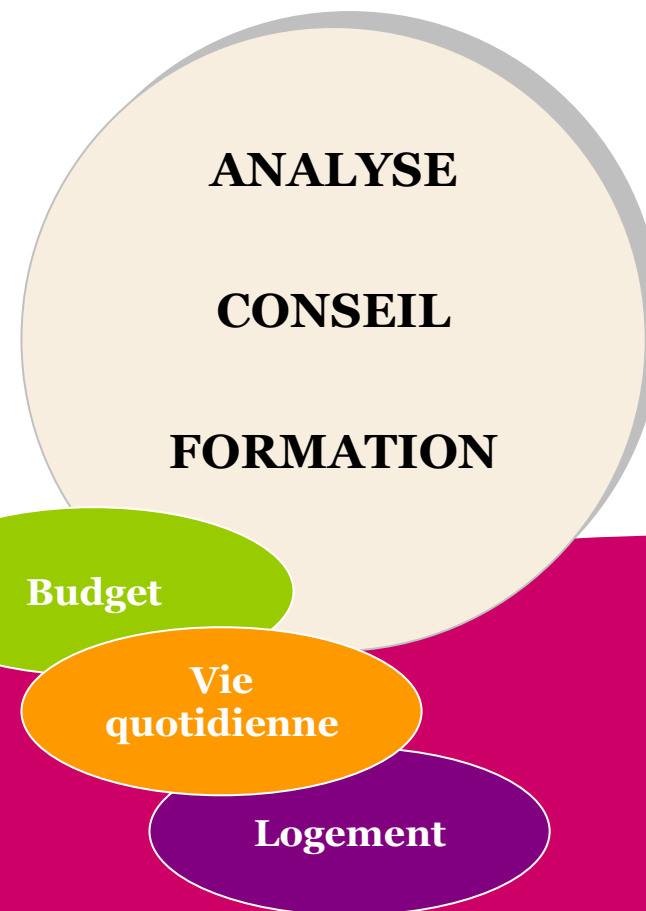 ANALYSE
CONSEIL
FORMATION
Budget
Vie
quotidienne
Logement